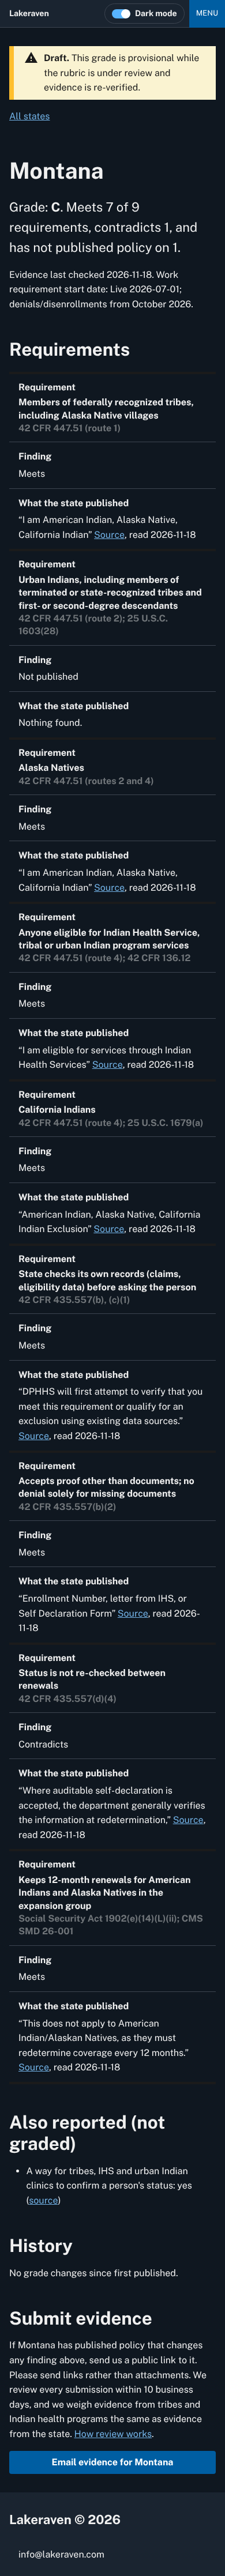 Lakeraven
Dark mode
MENU
Draft. This grade is provisional while
the rubric is under review and
evidence is re-verified.
All states
Montana
Grade: C. Meets 7 of 9
requirements, contradicts 1, and
has not published policy on 1.
Evidence last checked 2026-11-18. Work
requirement start date: Live 2026-07-01;
denials/disenrollments from October 2026.
Requirements
Requirement
Members of federally recognized tribes,
including Alaska Native villages
42 CFR 447.51 (route 1)
Finding
Meets
What the state published
“I am American Indian, Alaska Native,
California Indian” Source, read 2026-11-18
Requirement
Urban Indians, including members of
terminated or state-recognized tribes and
first- or second-degree descendants
42 CFR 447.51 (route 2); 25 U.S.C.
1603(28)
Finding
Not published
What the state published
Nothing found.
Requirement
Alaska Natives
42 CFR 447.51 (routes 2 and 4)
Finding
Meets
What the state published
“I am American Indian, Alaska Native,
California Indian” Source, read 2026-11-18
Requirement
Anyone eligible for Indian Health Service,
tribal or urban Indian program services
42 CFR 447.51 (route 4); 42 CFR 136.12
Finding
Meets
What the state published
“I am eligible for services through Indian
Health Services” Source, read 2026-11-18
Requirement
California Indians
42 CFR 447.51 (route 4); 25 U.S.C. 1679(a)
Finding
Meets
What the state published
“American Indian, Alaska Native, California
Indian Exclusion” Source, read 2026-11-18
Requirement
State checks its own records (claims,
eligibility data) before asking the person
42 CFR 435.557(b), (c)(1)
Finding
Meets
What the state published
“DPHHS will first attempt to verify that you
meet this requirement or qualify for an
exclusion using existing data sources.”
Source, read 2026-11-18
Requirement
Accepts proof other than documents; no
denial solely for missing documents
42 CFR 435.557(b)(2)
Finding
Meets
What the state published
“Enrollment Number, letter from IHS, or
Self Declaration Form” Source, read 2026-
11-18
Requirement
Status is not re-checked between
renewals
42 CFR 435.557(d)(4)
Finding
Contradicts
What the state published
“Where auditable self-declaration is
accepted, the department generally verifies
the information at redetermination,” Source,
read 2026-11-18
Requirement
Keeps 12-month renewals for American
Indians and Alaska Natives in the
expansion group
Social Security Act 1902(e)(14)(L)(ii); CMS
SMD 26-001
Finding
Meets
What the state published
“This does not apply to American
Indian/Alaskan Natives, as they must
redetermine coverage every 12 months.”
Source, read 2026-11-18
Also reported (not
graded)
• A way for tribes, IHS and urban Indian
clinics to confirm a person's status: yes
(source)
History
No grade changes since first published.
Submit evidence
If Montana has published policy that changes
any finding above, send us a public link to it.
Please send links rather than attachments. We
review every submission within 10 business
days, and we weigh evidence from tribes and
Indian health programs the same as evidence
from the state. How review works.
Email evidence for Montana
Lakeraven © 2026
info@lakeraven.com